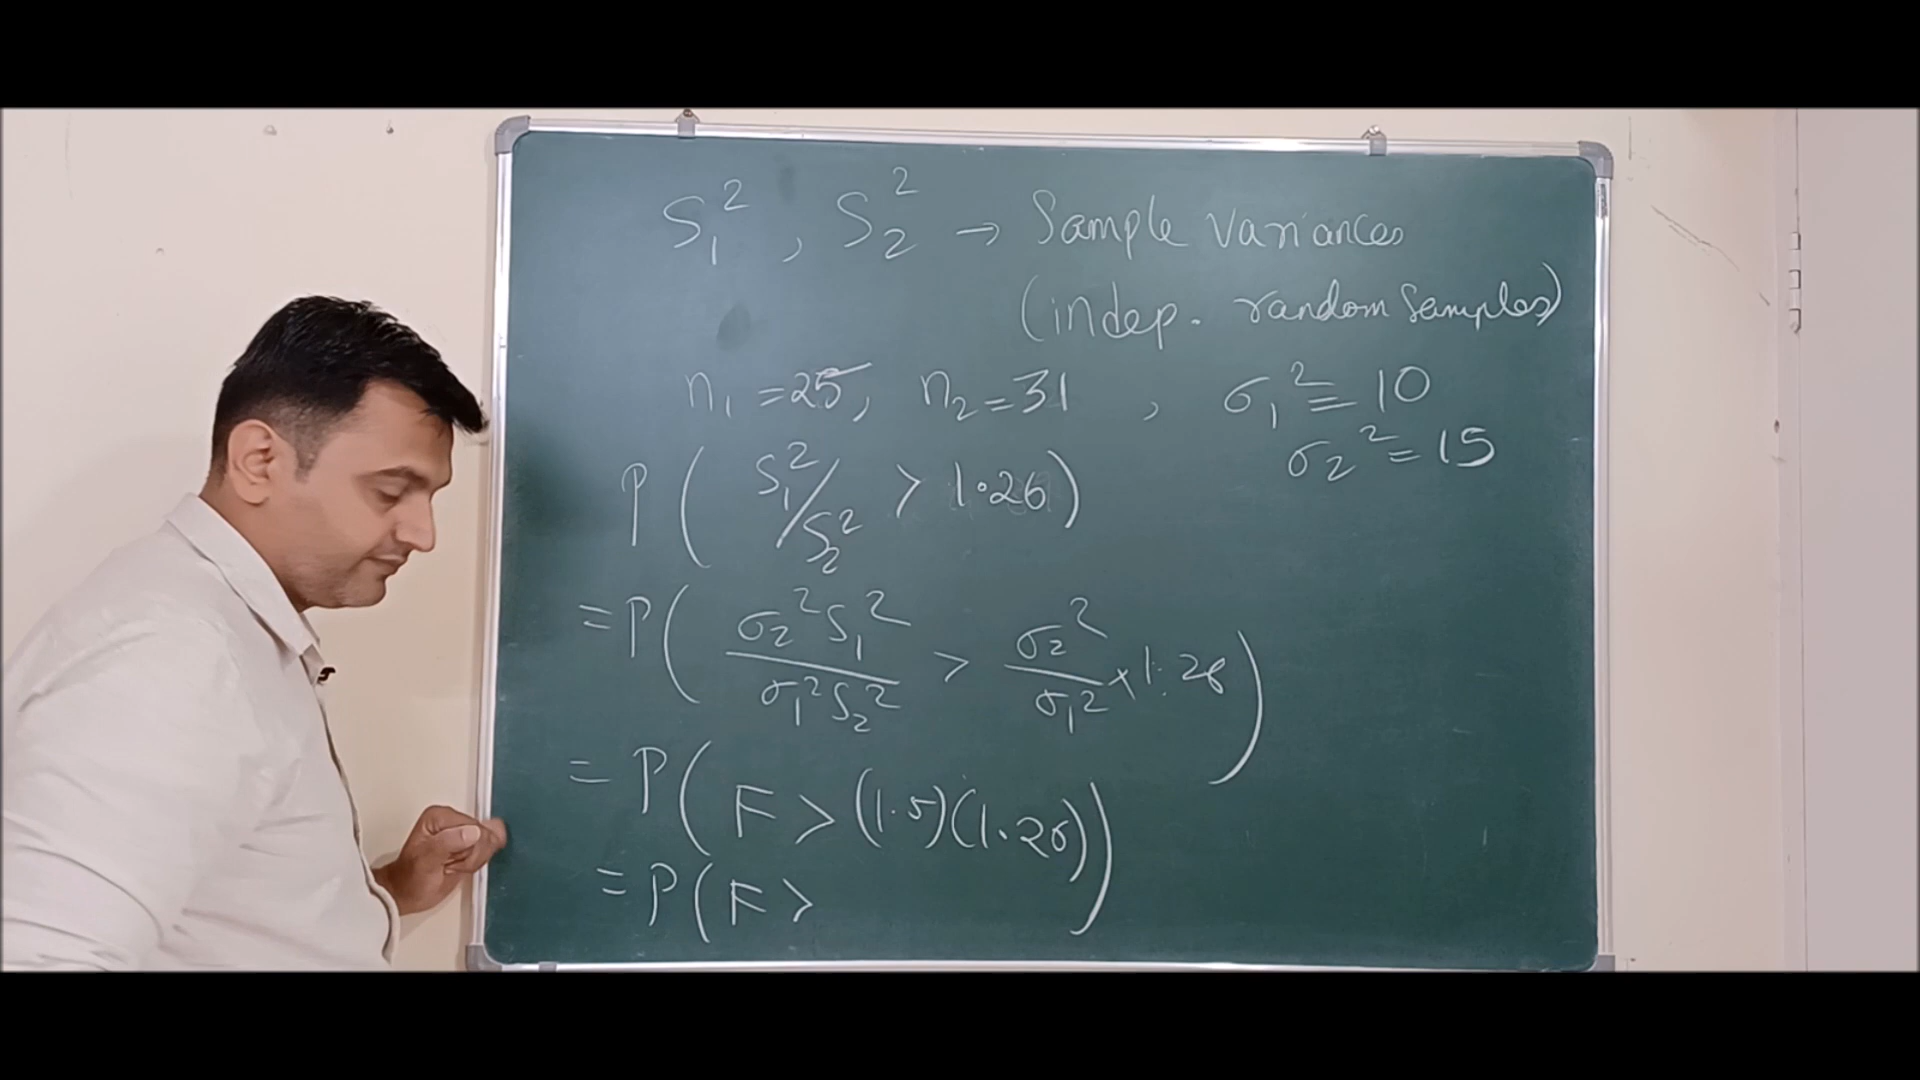 S₁², S₂² → Sample variances
(indep. random samples)
n₁ = 25, n₂ = 31, σ₁² = 10
σ₂² = 15
P( S₁²/S₂² > 1.26)
= P( σ₂²S₁²/σ₁²S₂² > σ₂²/σ₁² × 1.26 )
= P( F > (1.5)(1.26))
= P( F >